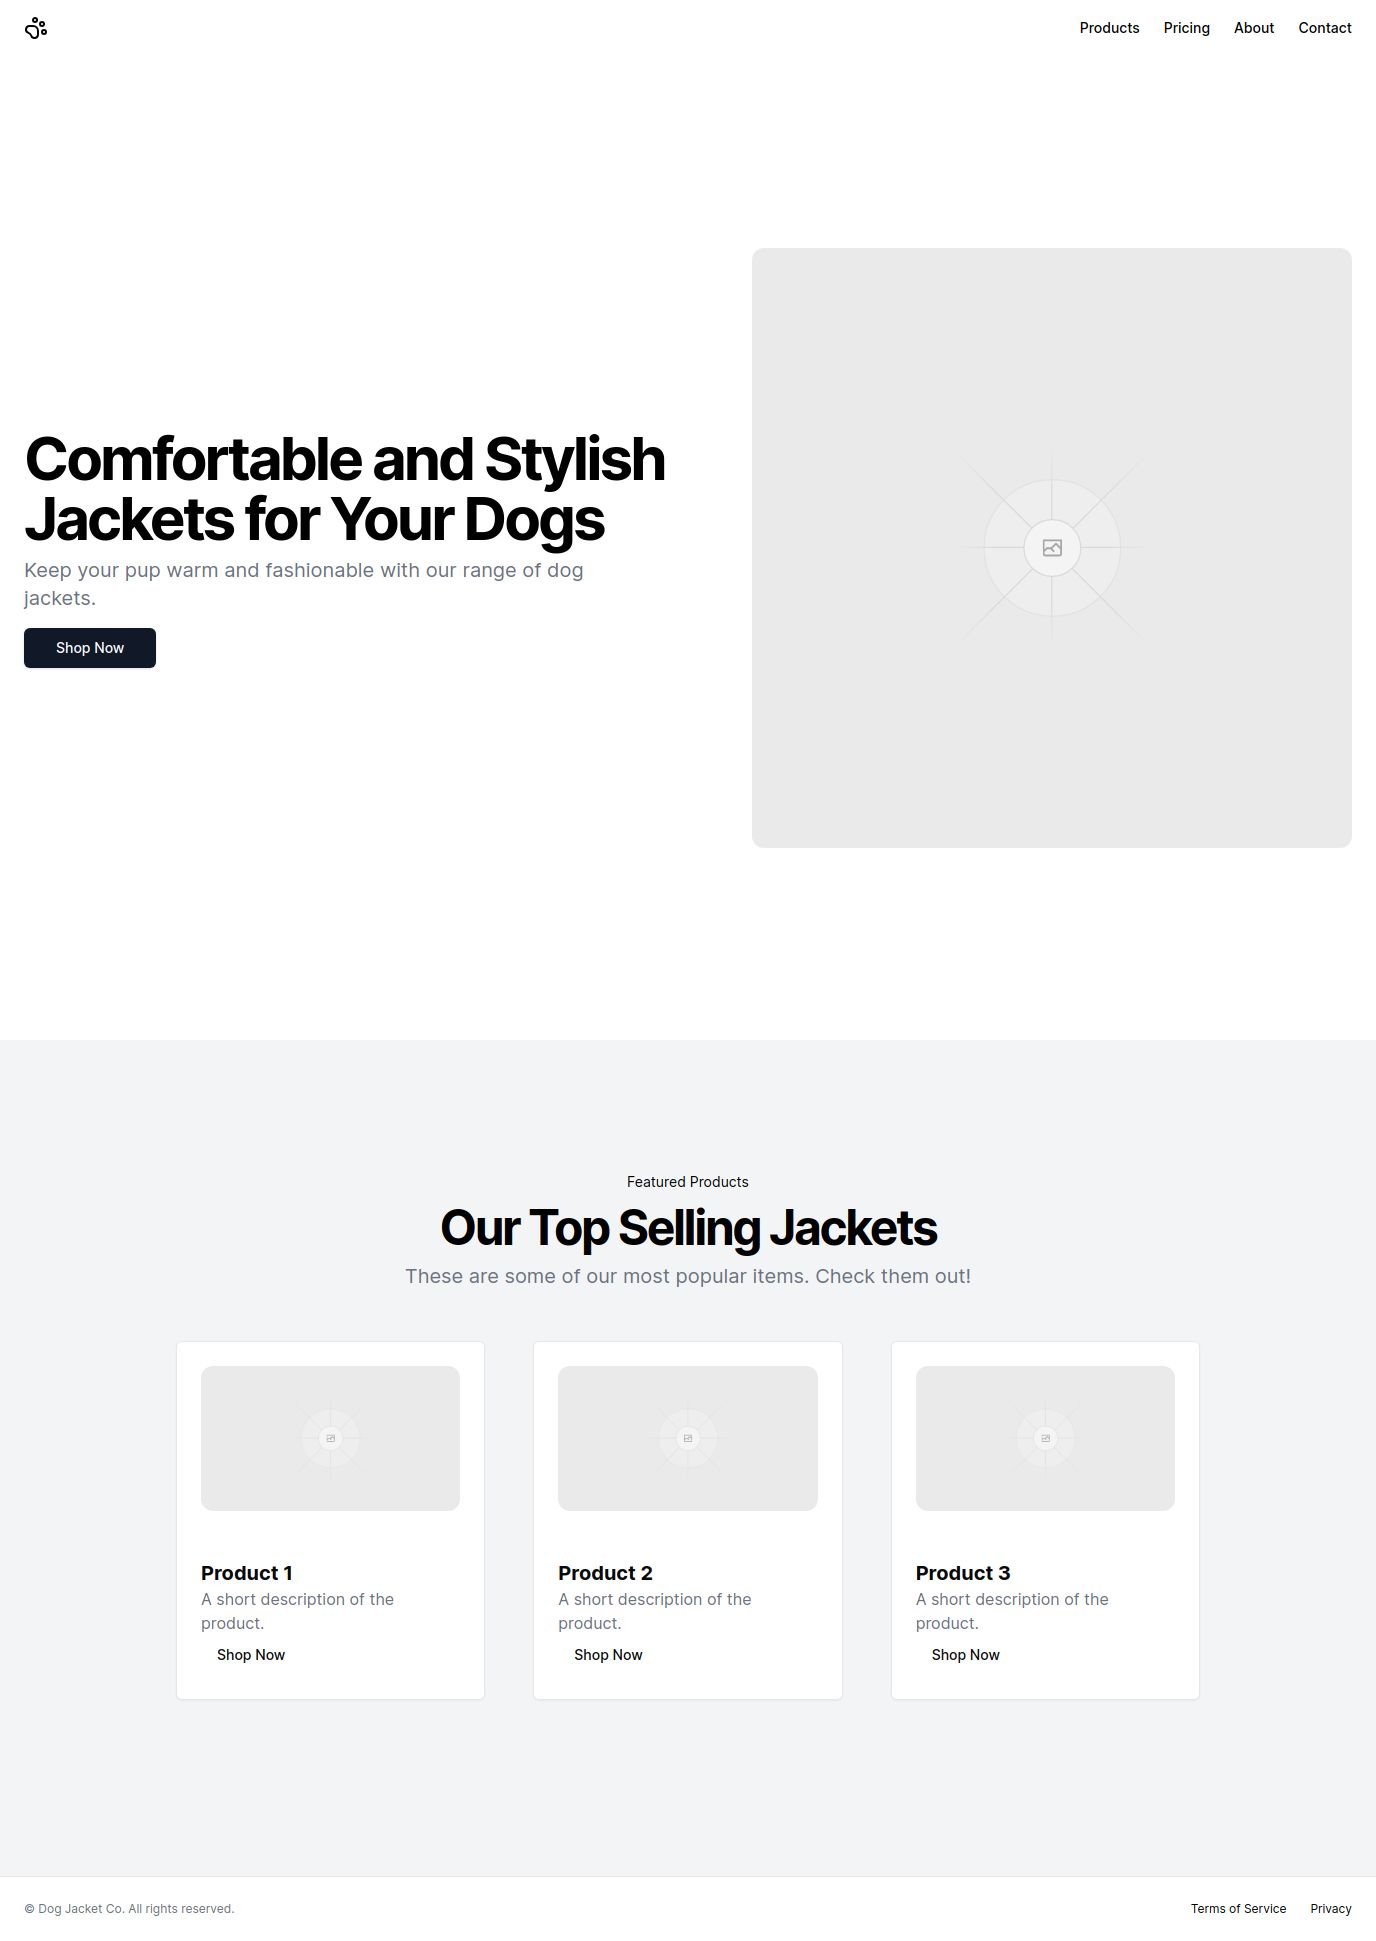 Products Pricing About Contact
Comfortable and Stylish
Jackets for Your Dogs
Keep your pup warm and fashionable with our range of dog
jackets.
Shop Now
Featured Products
Our Top Selling Jackets
These are some of our most popular items. Check them out!
Product 1
A short description of the
product.
Shop Now
Product 2
A short description of the
product.
Shop Now
Product 3
A short description of the
product.
Shop Now
© Dog Jacket Co. All rights reserved.
Terms of Service Privacy